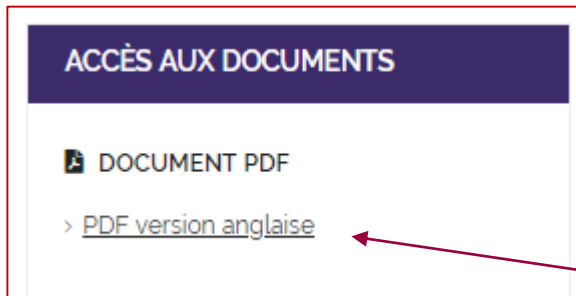 ACCÈS AUX DOCUMENTS
DOCUMENT PDF
> PDF version anglaise